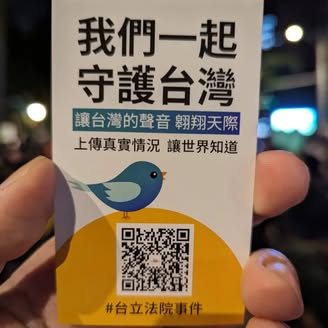 我們一起
守護台灣
讓台灣的聲音 翱翔天際
上傳真實情況 讓世界知道
#台立法院事件